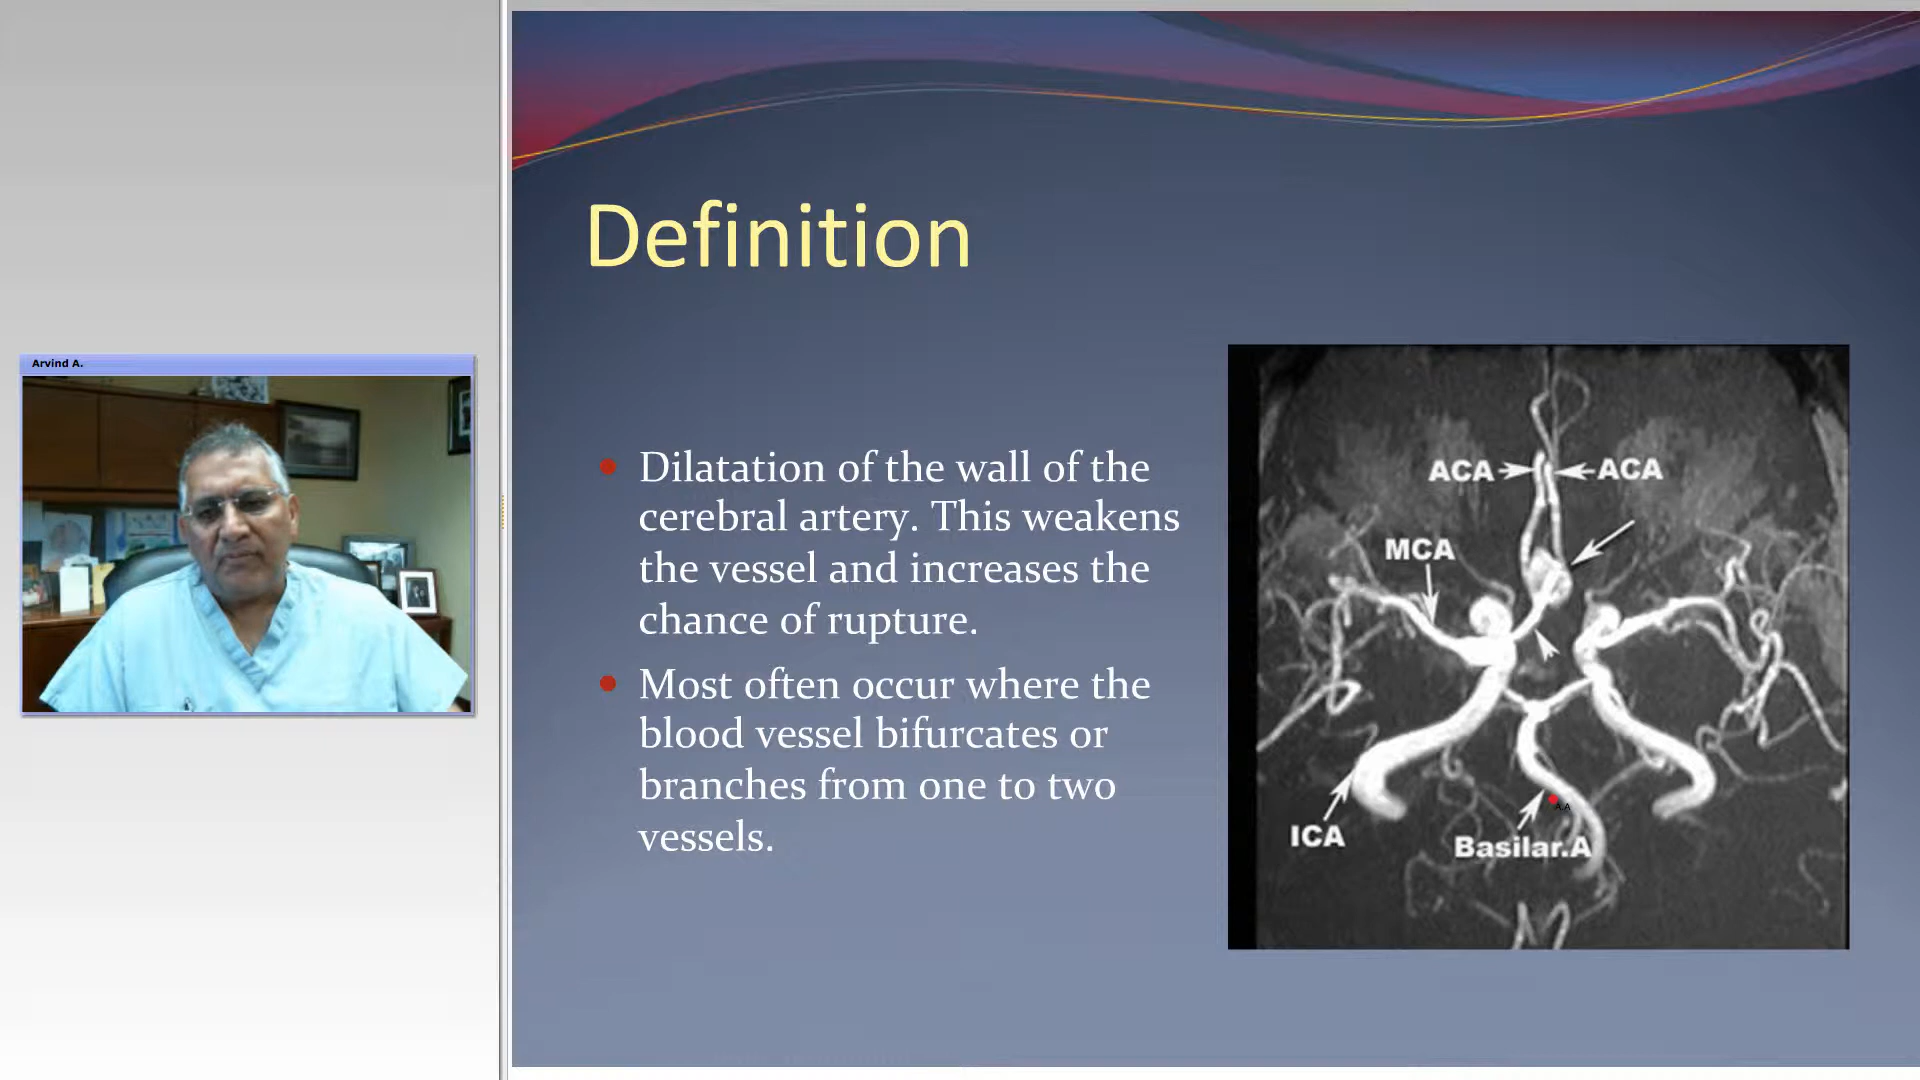 Arvind A.
Definition
Dilatation of the wall of the
cerebral artery. This weakens
the vessel and increases the
chance of rupture.
Most often occur where the
blood vessel bifurcates or
branches from one to two
vessels.
ACA
ACA
MCA
ICA
Basilar.A
A.A